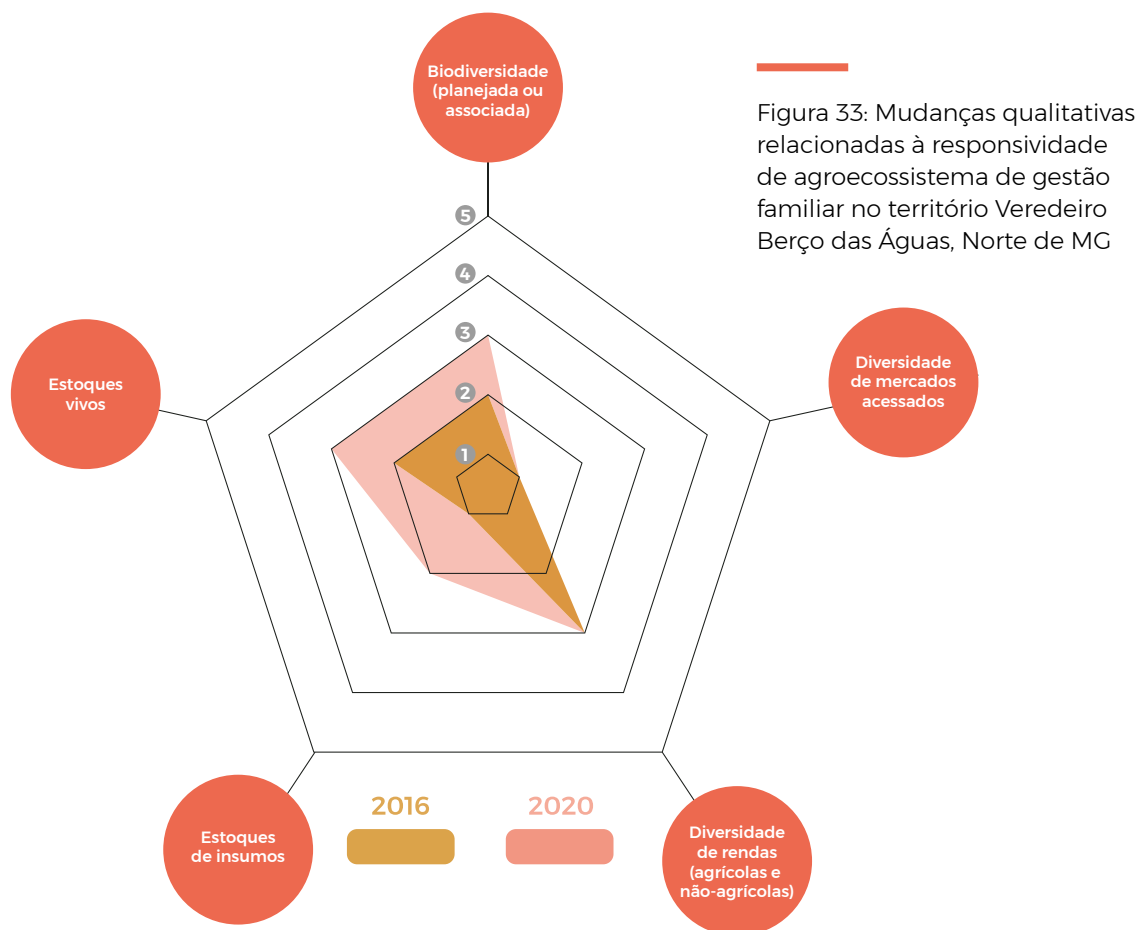 Biodiversidade
(planejada ou
associada)
Figura 33: Mudanças qualitativas
relacionadas à responsividade
de agroecossistema de gestão
familiar no território Veredeiro
Berço das Águas, Norte de MG
5
4
3
2
1
Estoques
vivos
Diversidade
de mercados
acessados
Estoques
de insumos
2016
2020
Diversidade
de rendas
(agrícolas e
não-agrícolas)